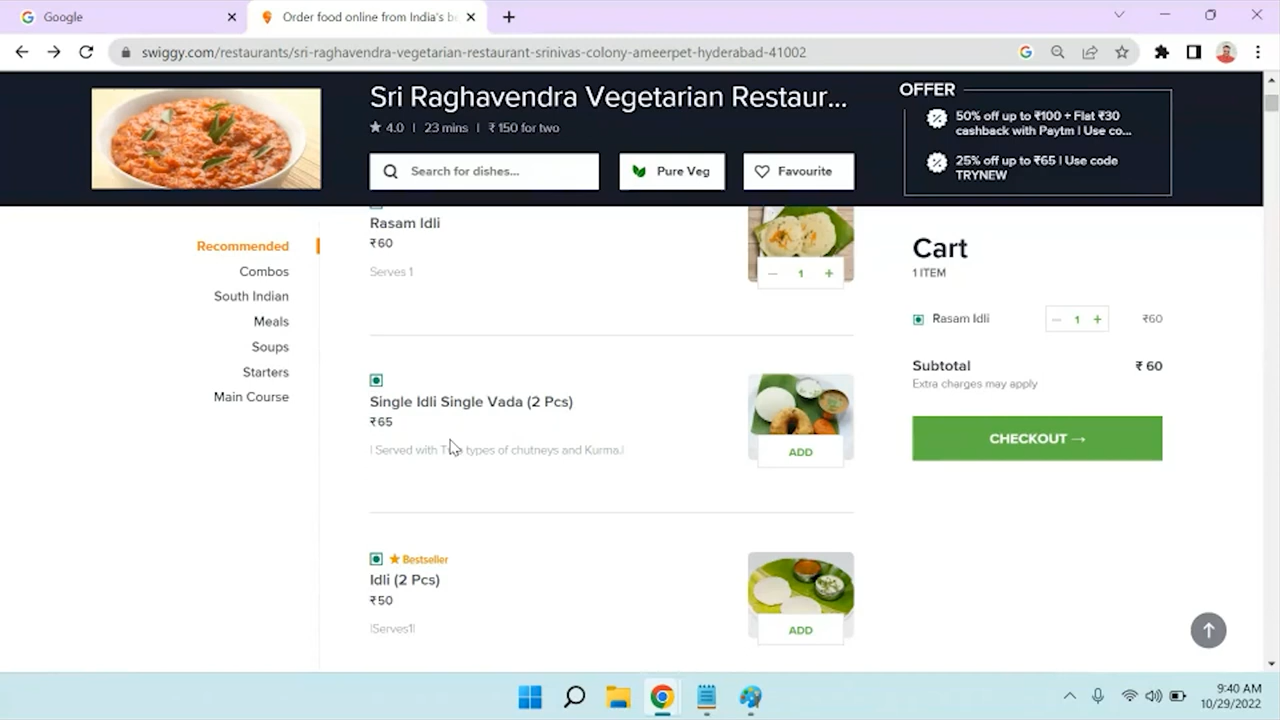 Google
Order food online from India's be
swiggy.com/restaurants/sri-raghavendra-vegetarian-restaurant-srinivas-colony-ameerpet-hyderabad-41002
Sri Raghavendra Vegetarian Restaur...
4.0 | 23 mins | ₹ 150 for two
Search for dishes...
Pure Veg
Favourite
OFFER
50% off up to ₹100 + Flat ₹30
cashback with Paytm | Use co...
25% off up to ₹65 | Use code
TRYNEW
Recommended
Combos
South Indian
Meals
Soups
Starters
Main Course
Rasam Idli
₹60
Serves 1
– 1 +
Single Idli Single Vada (2 Pcs)
₹65
| Served with types of chutneys and Kurma.|
ADD
Bestseller
Idli (2 Pcs)
₹50
|Serves1|
ADD
Cart
1 ITEM
Rasam Idli – 1 + ₹60
Subtotal ₹ 60
Extra charges may apply
CHECKOUT →
9:40 AM
10/29/2022